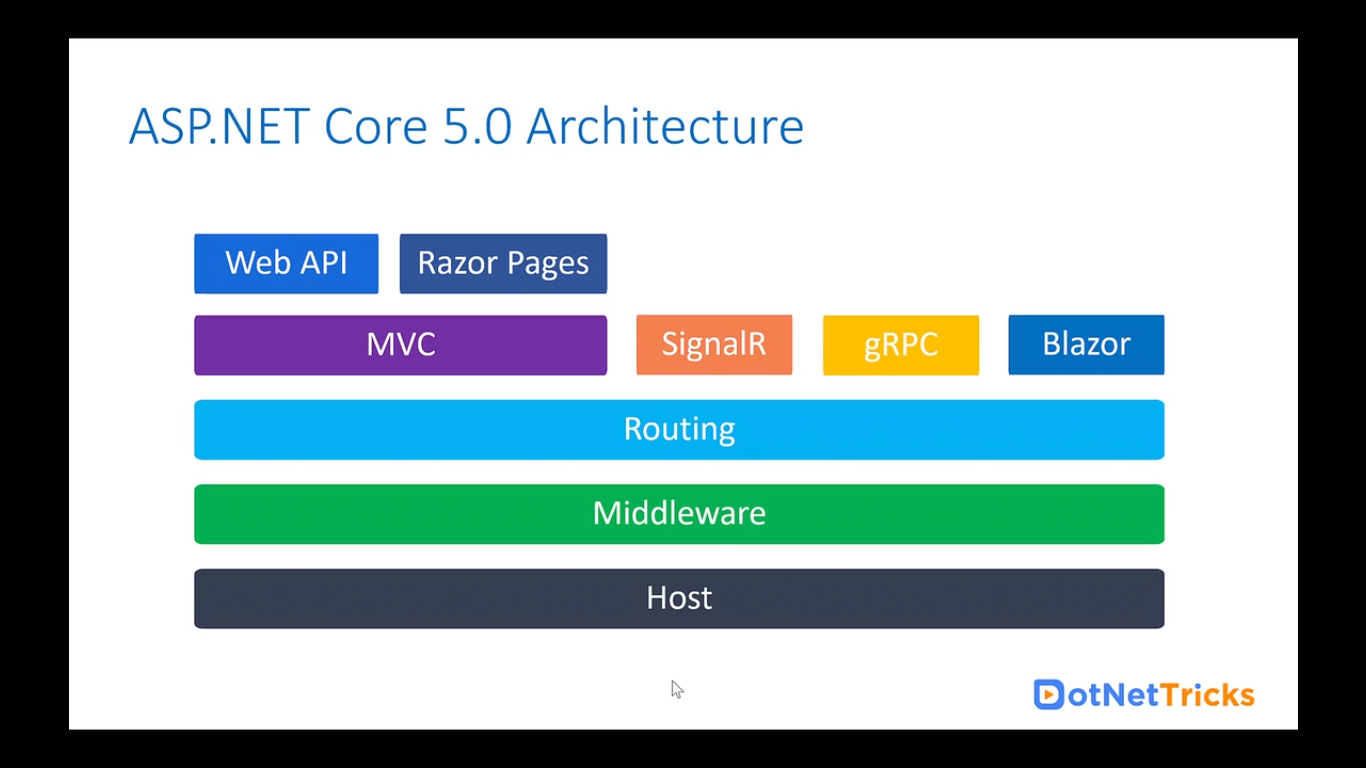 ASP.NET Core 5.0 Architecture
Web API Razor Pages
MVC SignalR gRPC Blazor
Routing
Middleware
Host
DotNetTricks